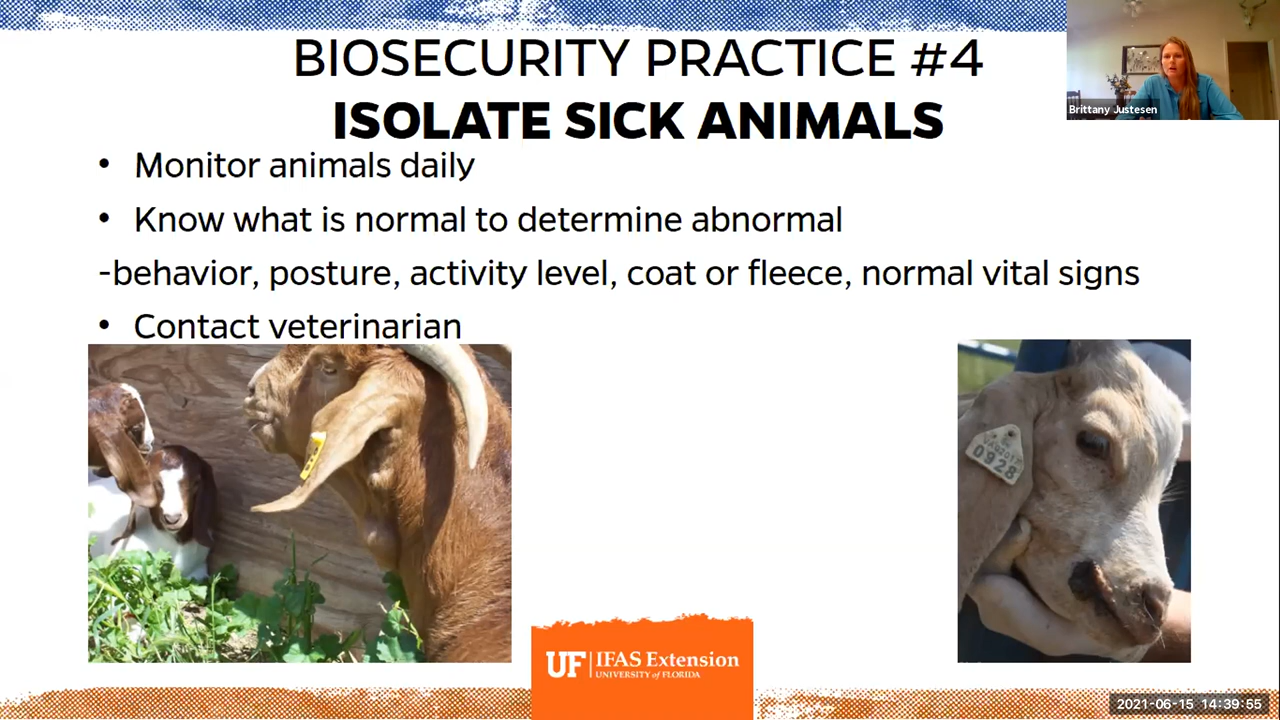 BIOSECURITY PRACTICE #4
ISOLATE SICK ANIMALS
Brittany Justesen
• Monitor animals daily
• Know what is normal to determine abnormal
-behavior, posture, activity level, coat or fleece, normal vital signs
• Contact veterinarian
0928
UF IFAS Extension
UNIVERSITY of FLORIDA
2021-06-15 14:39:55